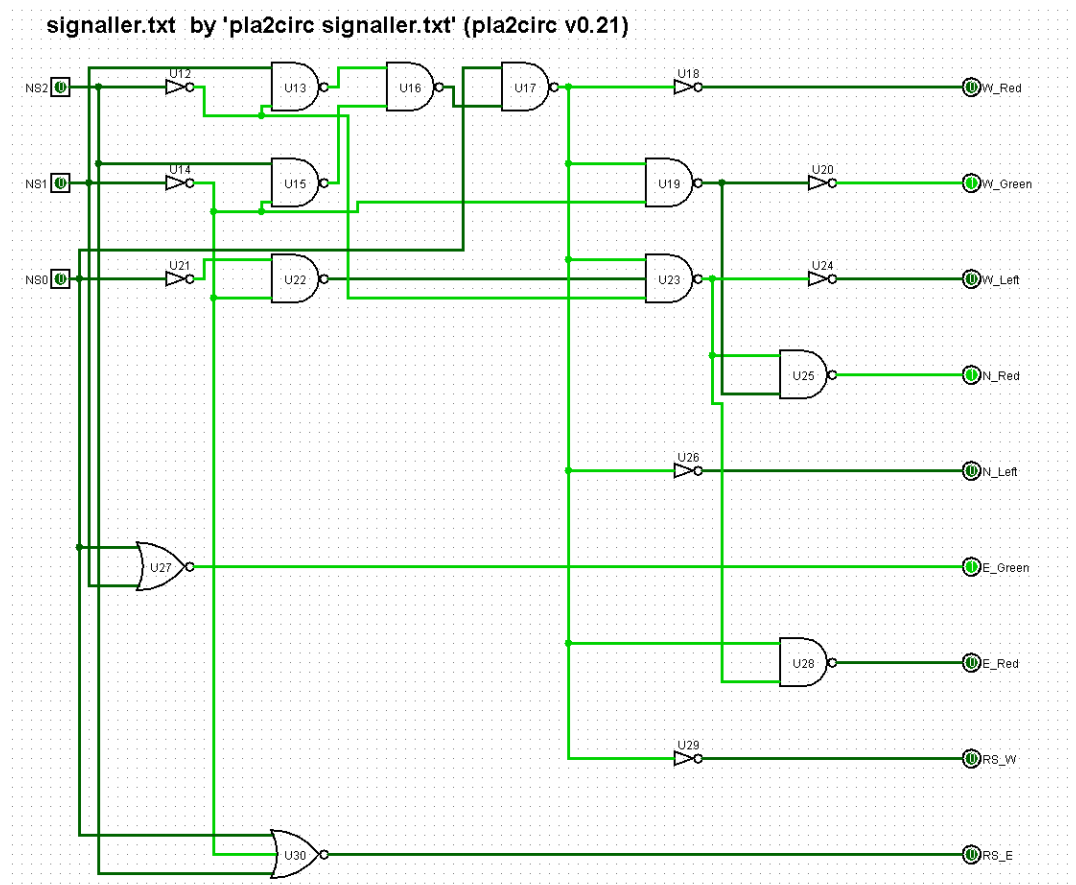 signaller.txt by 'pla2circ signaller.txt' (pla2circ v0.21)
U12
U18
NS2
U13
U16
U17
W_Red
U14
U20
NS1
U15
U19
W_Green
U21
U24
NS0
U22
U23
W_Left
U25
N_Red
U26
N_Left
U27
E_Green
U28
E_Red
U29
RS_W
U30
RS_E